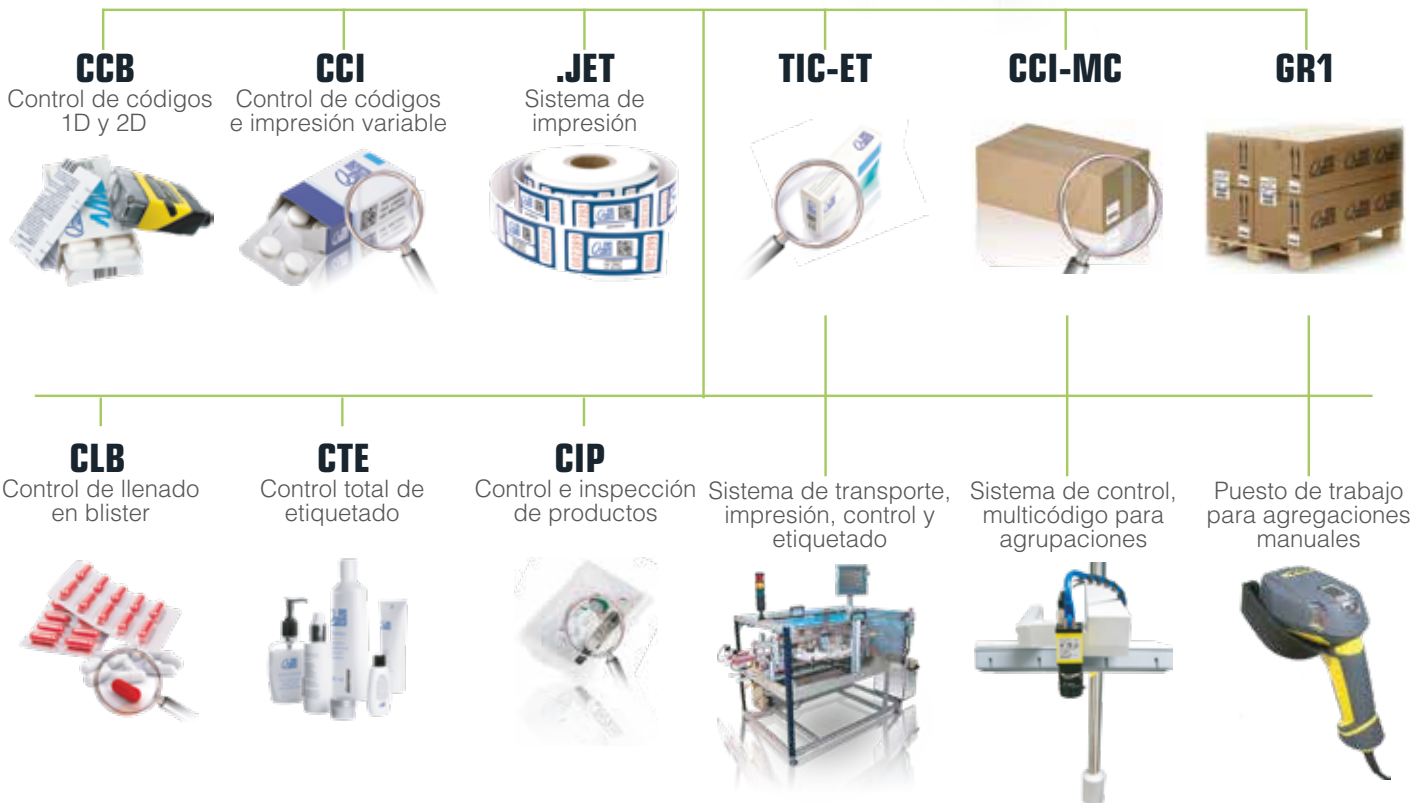 CCB
Control de códigos
1D y 2D
CCI
Control de códigos
e impresión variable
.JET
Sistema de
impresión
TIC-ET
CCI-MC
GR1
CLB
Control de llenado
en blister
CTE
Control total de
etiquetado
CIP
Control e inspección
de productos
Sistema de transporte,
impresión, control y
etiquetado
Sistema de control,
multicódigo para
agrupaciones
Puesto de trabajo
para agregaciones
manuales